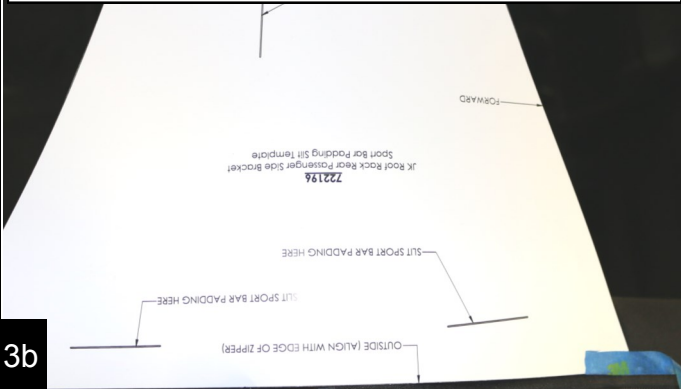 FORWARD
722196
JK Roof Rack Rear Passenger Side Bracket
Sport Bar Padding Slit Template
SLIT SPORT BAR PADDING HERE
SLIT SPORT BAR PADDING HERE
OUTSIDE (ALIGN WITH EDGE OF ZIPPER)
3b